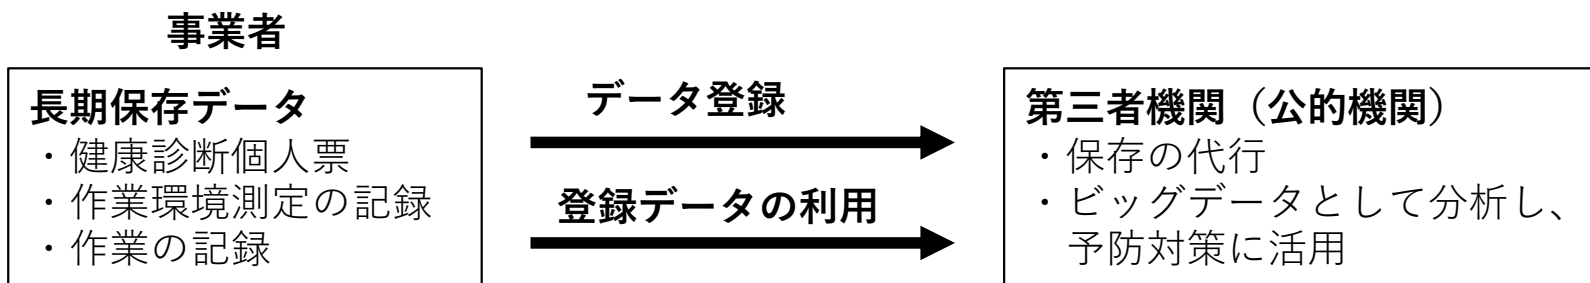 事業者
長期保存データ
・健康診断個人票
・作業環境測定の記録
・作業の記録
データ登録
登録データの利用
第三者機関（公的機関）
・保存の代行
・ビッグデータとして分析し、
予防対策に活用